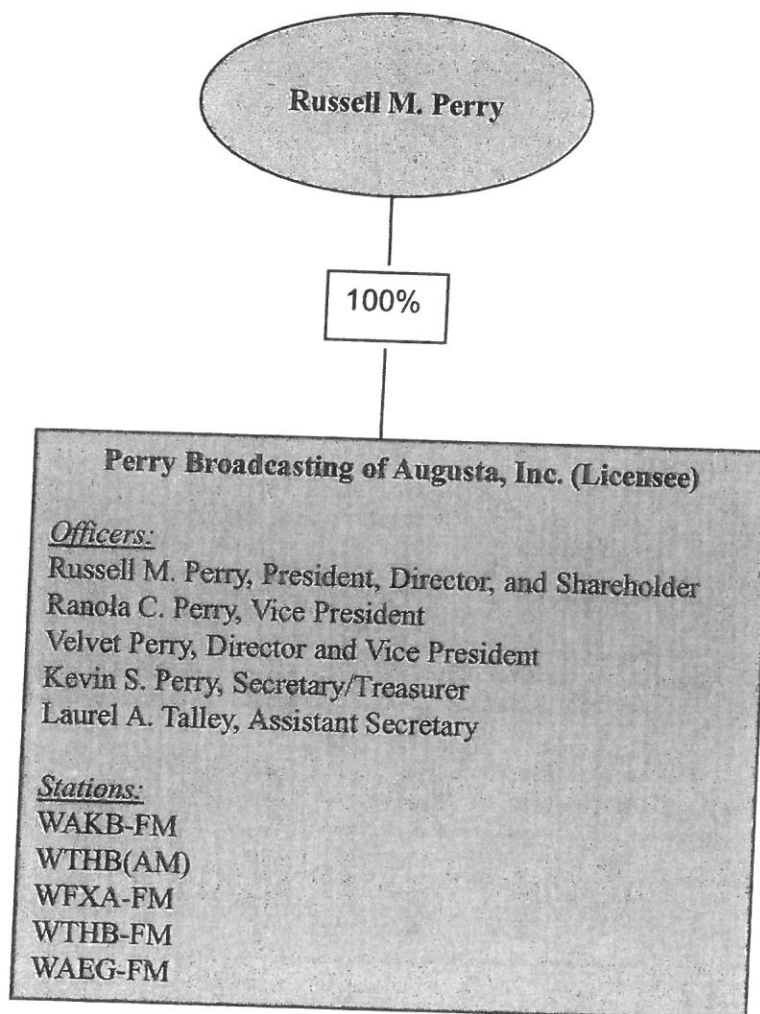 Russell M. Perry
100%
Perry Broadcasting of Augusta, Inc. (Licensee)
Officers:
Russell M. Perry, President, Director, and Shareholder
Ranola C. Perry, Vice President
Velvet Perry, Director and Vice President
Kevin S. Perry, Secretary/Treasurer
Laurel A. Talley, Assistant Secretary
Stations:
WAKB-FM
WTHB(AM)
WFXA-FM
WTHB-FM
WAEG-FM